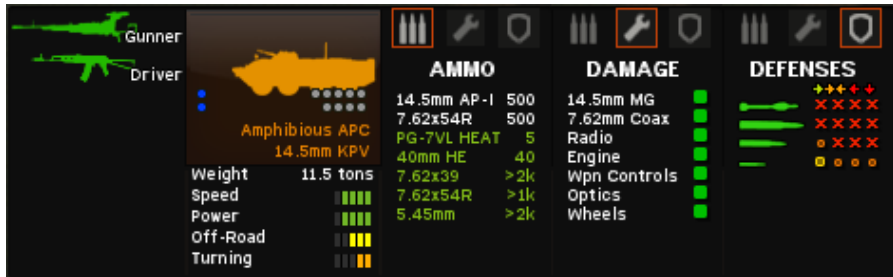 Gunner
Driver
Amphibious APC
14.5mm KPV
Weight 11.5 tons
Speed
Power
Off-Road
Turning
AMMO
14.5mm AP-I 500
7.62x54R 500
PG-7VL HEAT 5
40mm HE 40
7.62x39 >2k
7.62x54R >1k
5.45mm >2k
DAMAGE
14.5mm MG
7.62mm Coax
Radio
Engine
Wpn Controls
Optics
Wheels
DEFENSES